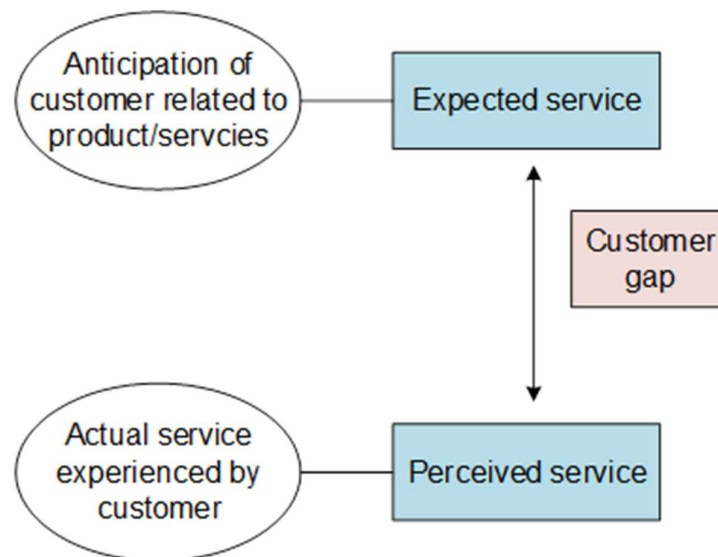 Anticipation of
customer related to
product/servcies
Expected service
Customer
gap
Actual service
experienced by
customer
Perceived service